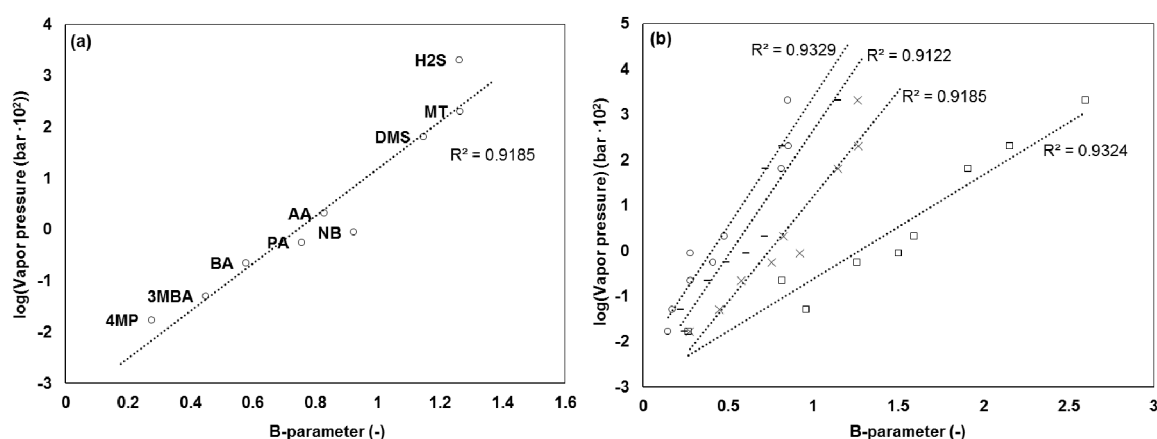 (a)
log(Vapor pressure (bar ·10²))
4
3
2
1
0
-1
-2
-3
H2S
MT
DMS
R² = 0.9185
AA
PA
NB
BA
3MBA
4MP
0
0.2
0.4
0.6
0.8
1.0
1.2
1.4
1.6
B-parameter (-)
(b)
log(Vapor pressure) (bar ·10²)
5
4
3
2
1
0
-1
-2
-3
R² = 0.9329
R² = 0.9122
R² = 0.9185
R² = 0.9324
0
0.5
1
1.5
2
2.5
3
B-parameter (-)